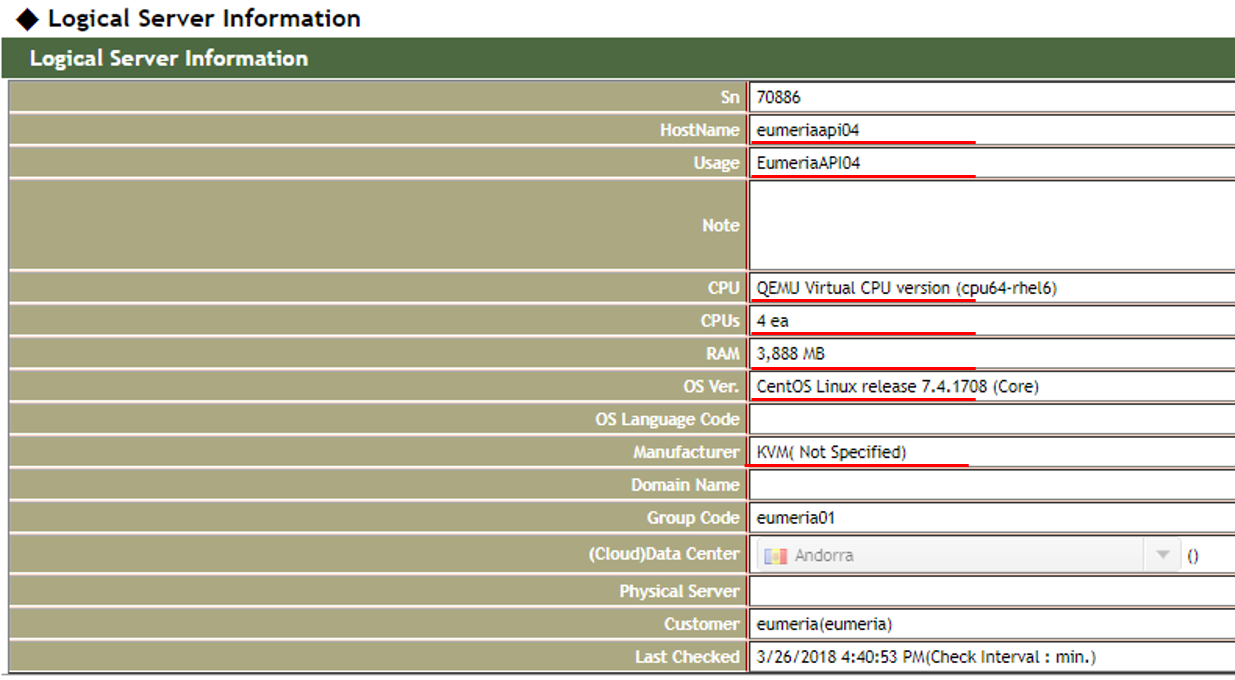 ◆ Logical Server Information
Logical Server Information
Sn 70886
HostName eumeriaapi04
Usage EumeriaAPI04
Note
CPU QEMU Virtual CPU version (cpu64-rhel6)
CPUs 4 ea
RAM 3,888 MB
OS Ver. CentOS Linux release 7.4.1708 (Core)
OS Language Code
Manufacturer KVM( Not Specified)
Domain Name
Group Code eumeria01
(Cloud)Data Center Andorra ()
Physical Server
Customer eumeria(eumeria)
Last Checked 3/26/2018 4:40:53 PM(Check Interval : min.)